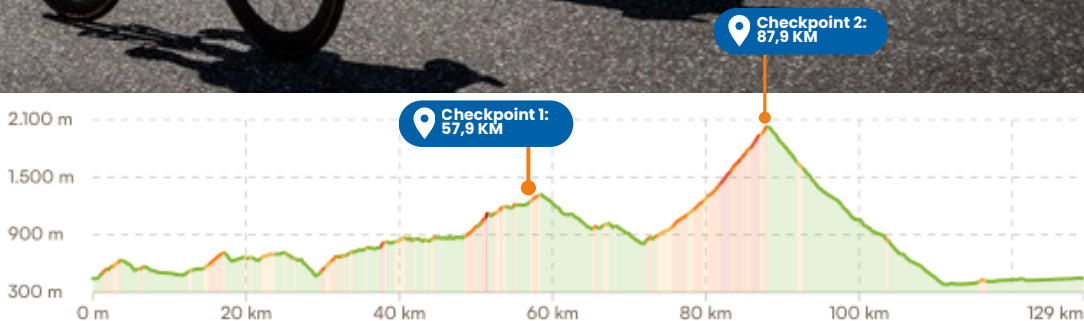 Checkpoint 2:
87,9 KM
Checkpoint 1:
57,9 KM
2.100 m
1.500 m
900 m
300 m
0 m
20 km
40 km
60 km
80 km
100 km
129 km